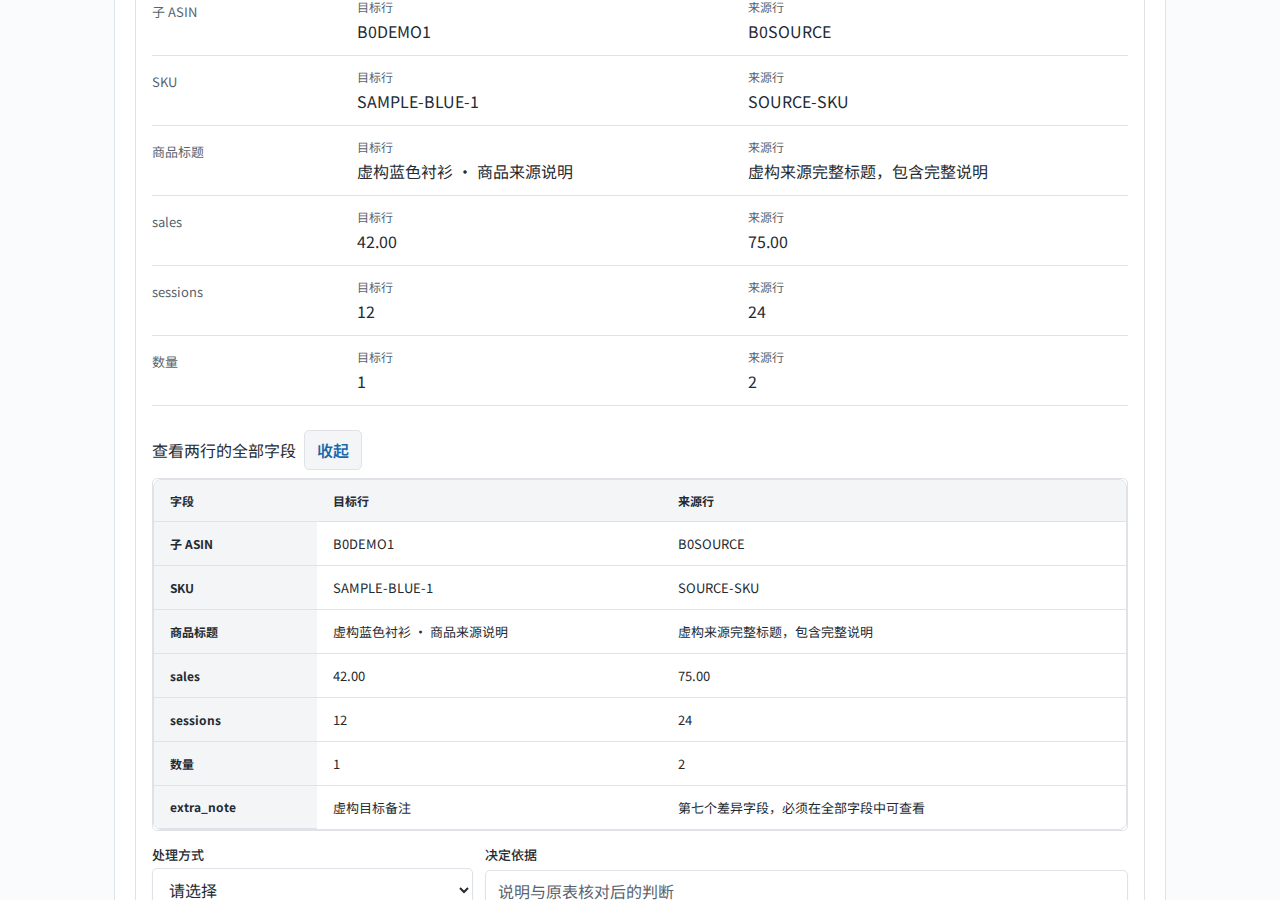 子 ASIN 目标行 来源行
B0DEMO1 B0SOURCE
SKU 目标行 来源行
SAMPLE-BLUE-1 SOURCE-SKU
商品标题 目标行 来源行
虚构蓝色衬衫 · 商品来源说明 虚构来源完整标题，包含完整说明
sales 目标行 来源行
42.00 75.00
sessions 目标行 来源行
12 24
数量 目标行 来源行
1 2
查看两行的全部字段 收起
字段 目标行 来源行
子 ASIN B0DEMO1 B0SOURCE
SKU SAMPLE-BLUE-1 SOURCE-SKU
商品标题 虚构蓝色衬衫 · 商品来源说明 虚构来源完整标题，包含完整说明
sales 42.00 75.00
sessions 12 24
数量 1 2
extra_note 虚构目标备注 第七个差异字段，必须在全部字段中可查看
处理方式 决定依据
请选择 说明与原表核对后的判断